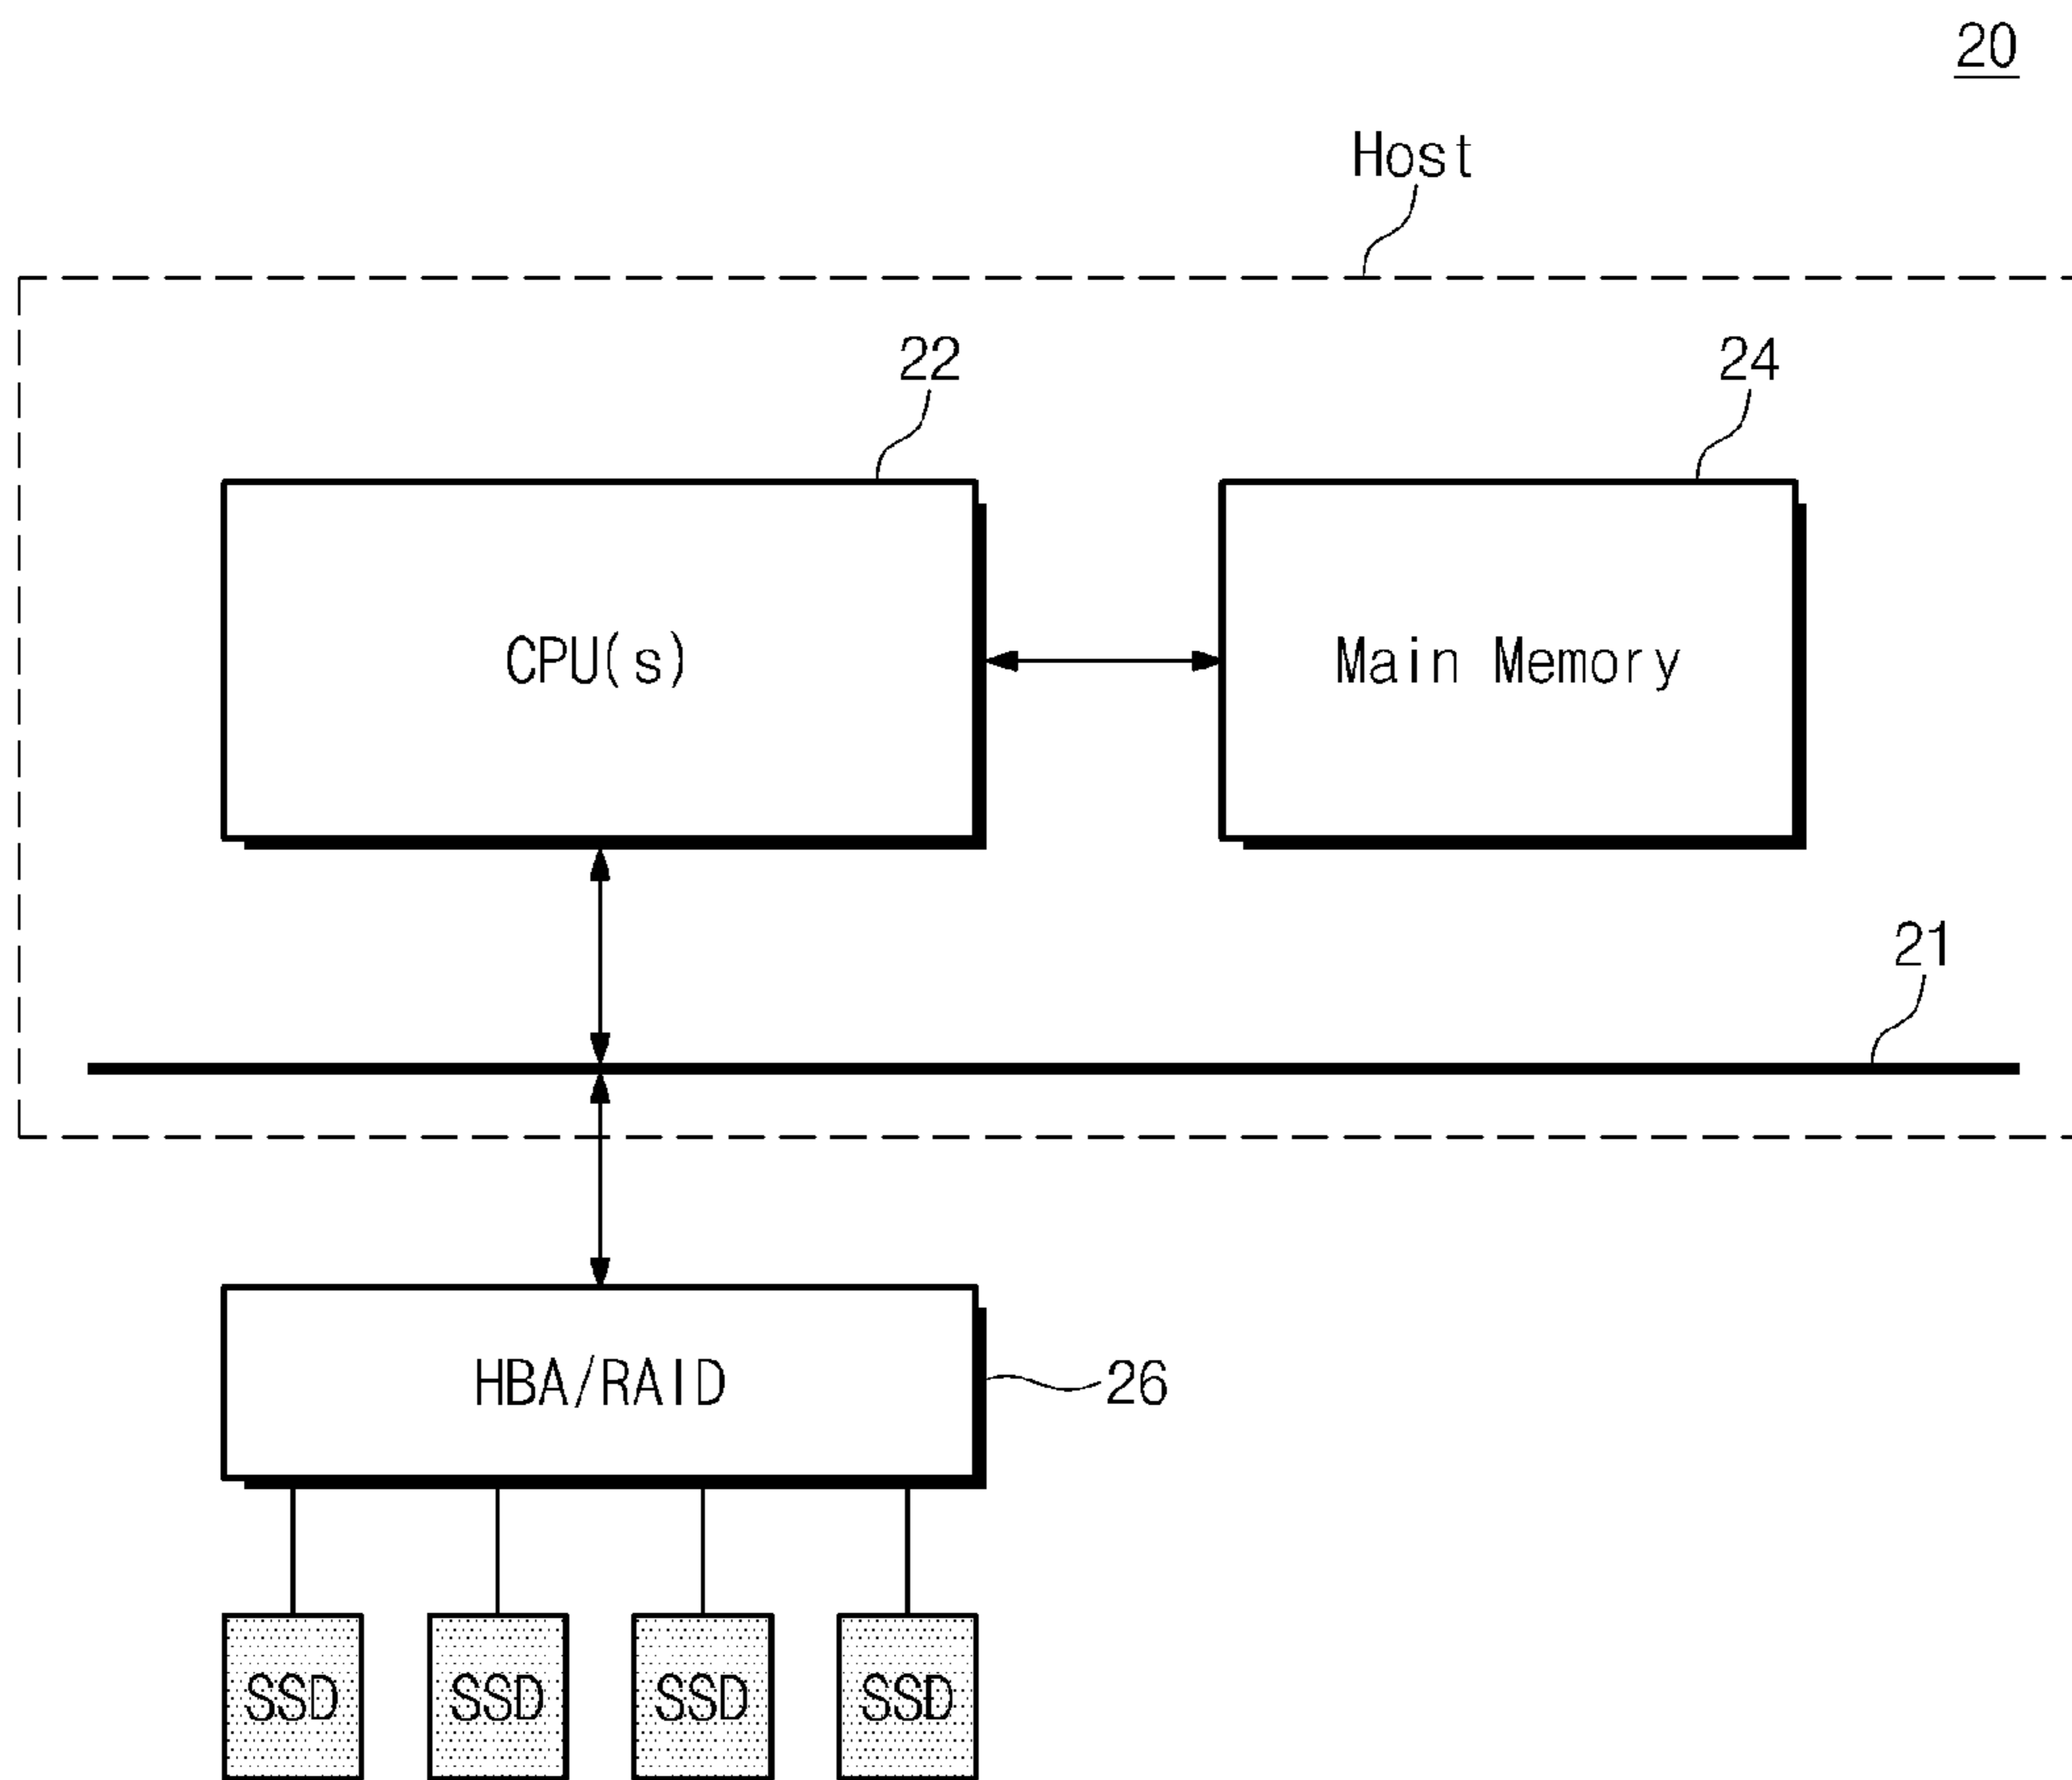 20
Host
22
24
CPU(s)
Main Memory
21
HBA/RAID
26
SSD
SSD
SSD
SSD